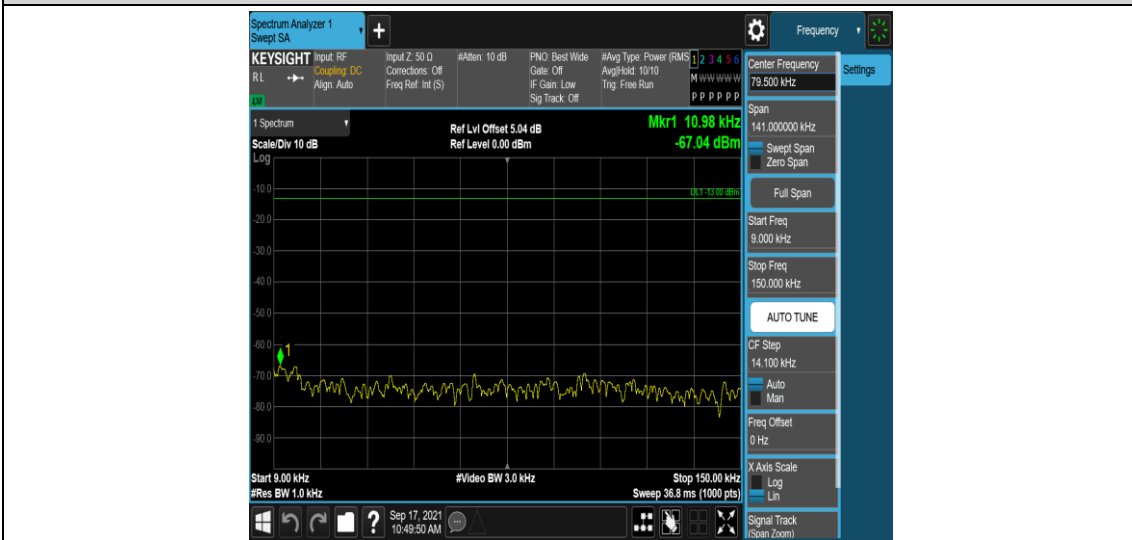 Spectrum Analyzer 1
Swept SA
+
Frequency
KEYSIGHT
RL
LXI
Input: RF
Coupling: DC
Align: Auto
Input Z: 50 Ω
Corrections: Off
Freq Ref: Int (S)
#Atten: 10 dB
PNO: Best Wide
Gate: Off
IF Gain: Low
Sig Track: Off
#Avg Type: Power (RMS
Avg|Hold: 10/10
Trig: Free Run
1 2 3 4 5 6
M W W W W W
P P P P P P
Center Frequency
79.500 kHz
Settings
Span
141.000000 kHz
Swept Span
Zero Span
Full Span
Start Freq
9.000 kHz
Stop Freq
150.000 kHz
AUTO TUNE
CF Step
14.100 kHz
Auto
Man
Freq Offset
0 Hz
X Axis Scale
Log
Lin
Signal Track
(Span Zoom)
1 Spectrum
Scale/Div 10 dB
Log
Ref Lvl Offset 5.04 dB
Ref Level 0.00 dBm
Mkr1 10.98 kHz
-67.04 dBm
DL1 -13.00 dBm
-10.0
-20.0
-30.0
-40.0
-50.0
-60.0
-70.0
-80.0
-90.0
1
Start 9.00 kHz
#Res BW 1.0 kHz
#Video BW 3.0 kHz
Stop 150.00 kHz
Sweep 36.8 ms (1000 pts)
?
Sep 17, 2021
10:49:50 AM